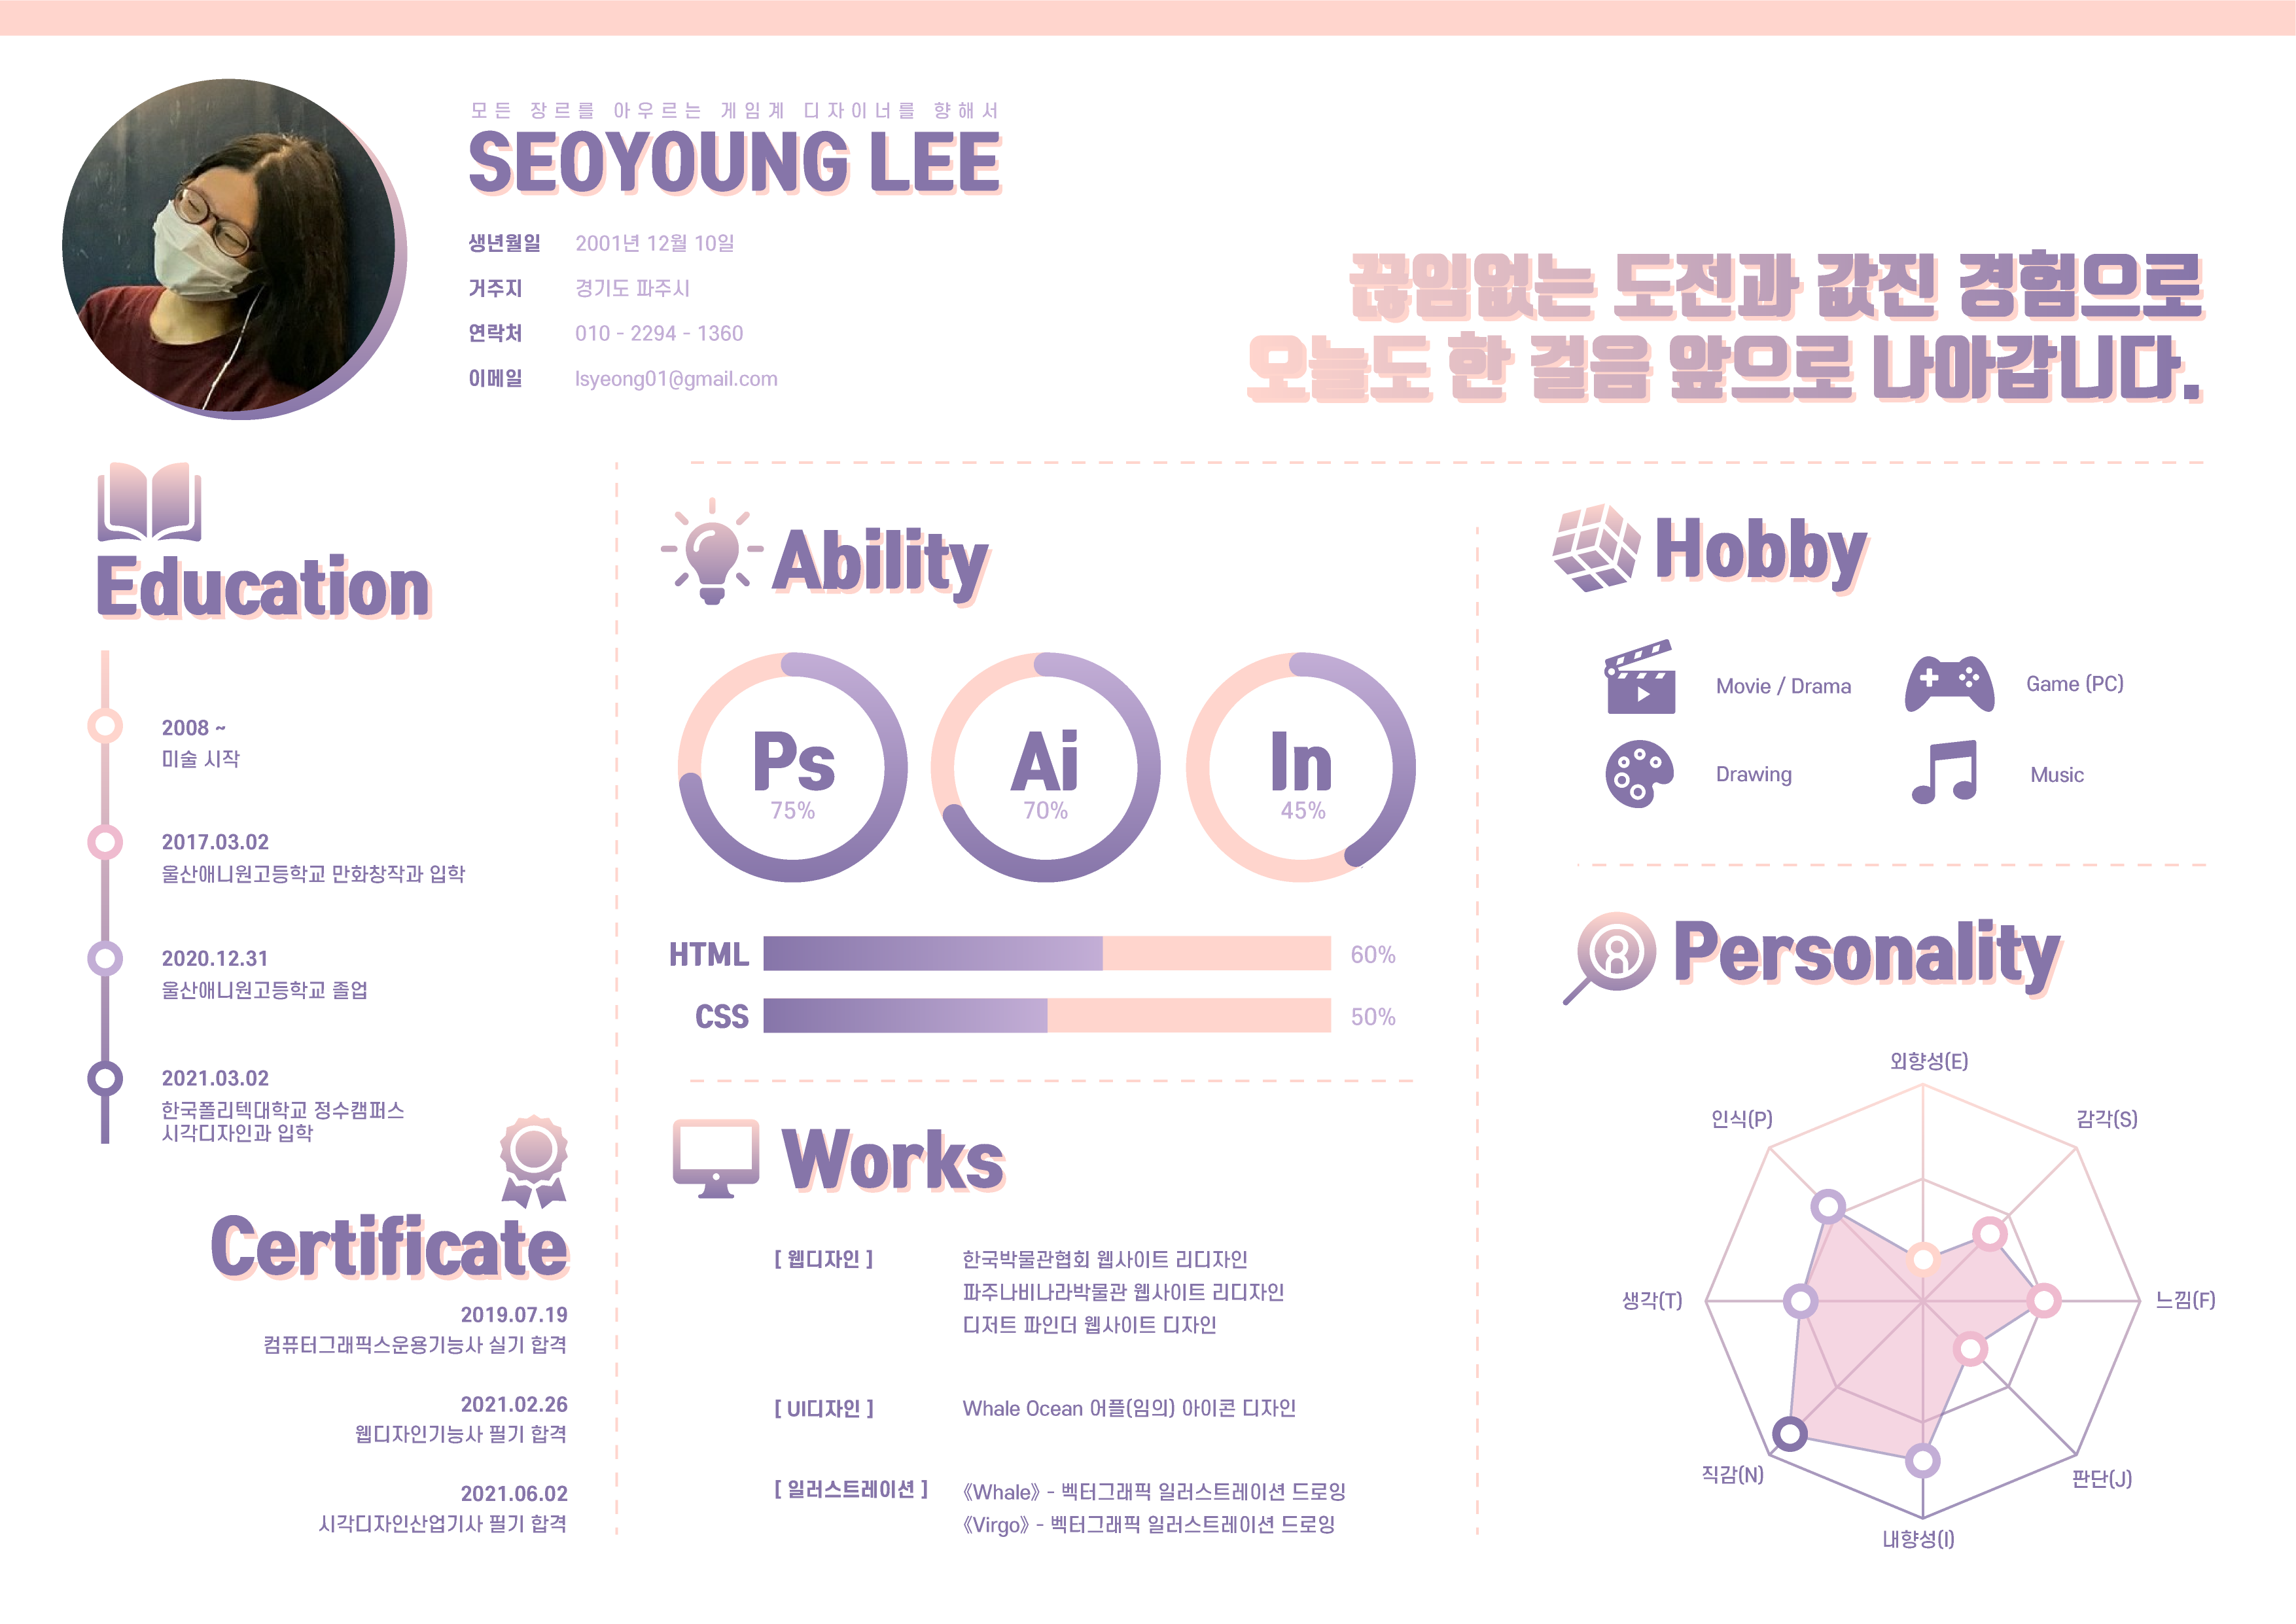 모든 장르를 아우르는 게임계 디자이너를 향해서
SEOYOUNG LEE
생년월일 2001년 12월 10일
거주지 경기도 파주시
연락처 010 - 2294 - 1360
이메일 lsyeong01@gmail.com
끊임없는 도전과 값진 경험으로
오늘도 한 걸음 앞으로 나아갑니다.
Education
2008 ~
미술 시작
2017.03.02
울산애니원고등학교 만화창작과 입학
2020.12.31
울산애니원고등학교 졸업
2021.03.02
한국폴리텍대학교 정수캠퍼스
시각디자인과 입학
Certificate
2019.07.19
컴퓨터그래픽스운용기능사 실기 합격
2021.02.26
웹디자인기능사 필기 합격
2021.06.02
시각디자인산업기사 필기 합격
Ability
Ps
75%
Ai
70%
In
45%
HTML 60%
CSS 50%
Works
[ 웹디자인 ] 한국박물관협회 웹사이트 리디자인
파주나비나라박물관 웹사이트 리디자인
디저트 파인더 웹사이트 디자인
[ UI디자인 ] Whale Ocean 어플(임의) 아이콘 디자인
[ 일러스트레이션 ] 《Whale》 - 벡터그래픽 일러스트레이션 드로잉
《Virgo》 - 벡터그래픽 일러스트레이션 드로잉
Hobby
Movie / Drama
Game (PC)
Drawing
Music
Personality
외향성(E)
인식(P)
감각(S)
생각(T)
느낌(F)
직감(N)
판단(J)
내향성(I)